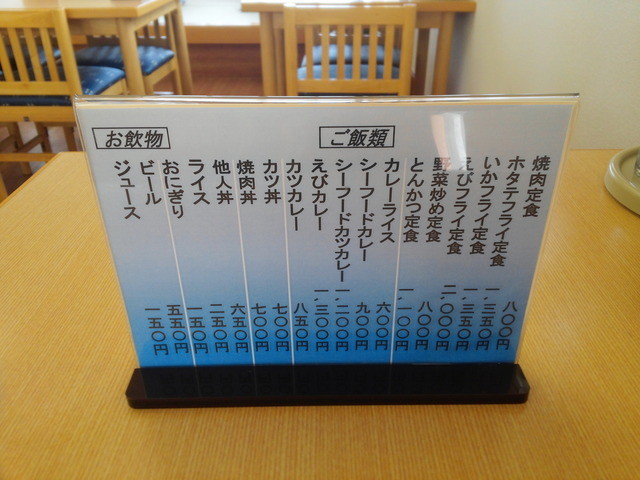 ご飯類
焼肉定食 八〇〇円
ホタテフライ定食 一,三五〇円
いかフライ定食 一,三五〇円
えびフライ定食 二,〇〇〇円
野菜炒め定食 八〇〇円
とんかつ定食 一,一〇〇円
カレーライス 六〇〇円
シーフードカレー 九〇〇円
シーフードカツカレー 一,二〇〇円
えびカレー 一,三〇〇円
カツカレー 八五〇円
カツ丼 七〇〇円
焼肉丼 七〇〇円
他人丼 六五〇円
ライス 二五〇円
おにぎり 一五〇円
お飲物
ビール 五五〇円
ジュース 一五〇円